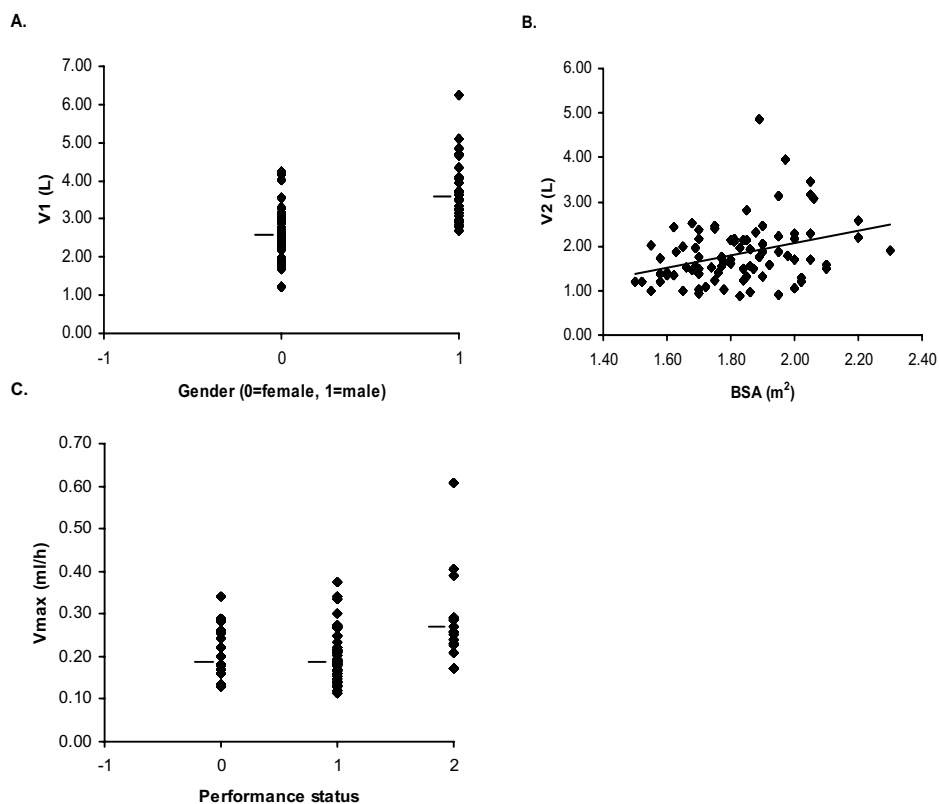 A.
7.00
6.00
5.00
4.00
3.00
2.00
1.00
0.00
V1 (L)
-1 0 1
Gender (0=female, 1=male)
B.
6.00
5.00
4.00
3.00
2.00
1.00
0.00
V2 (L)
1.40 1.60 1.80 2.00 2.20 2.40
BSA (m²)
C.
0.70
0.60
0.50
0.40
0.30
0.20
0.10
0.00
Vmax (ml/h)
-1 0 1 2
Performance status